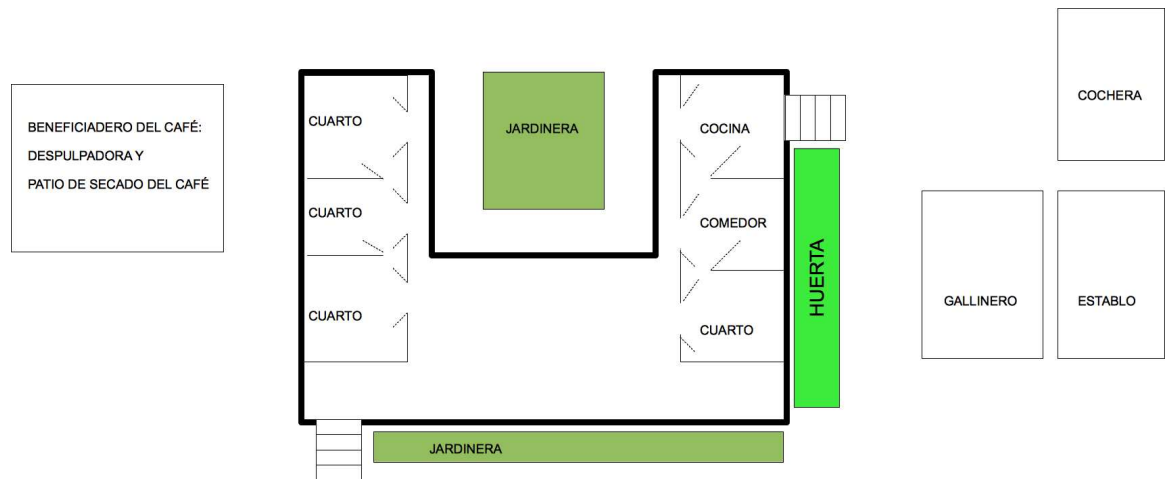 BENEFICIADERO DEL CAFÉ:
DESPULPADORA Y
PATIO DE SECADO DEL CAFÉ
CUARTO
CUARTO
CUARTO
JARDINERA
COCINA
COMEDOR
CUARTO
HUERTA
JARDINERA
COCHERA
GALLINERO
ESTABLO